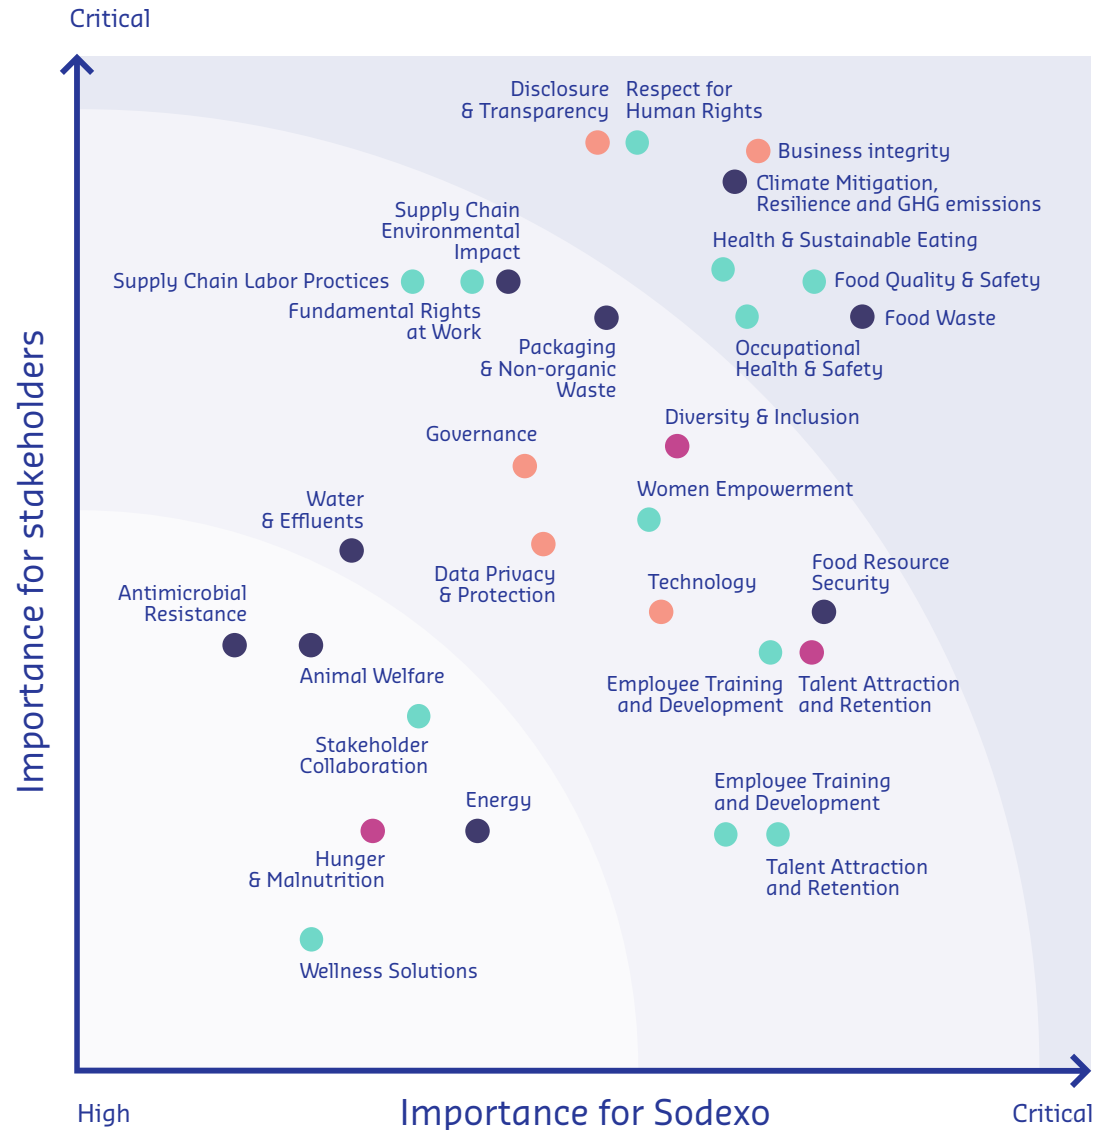 Critical
Disclosure
& Transparency
Respect for
Human Rights
Business integrity
Climate Mitigation,
Resilience and GHG emissions
Supply Chain
Environmental
Impact
Health & Sustainable Eating
Supply Chain Labor Proctices
Food Quality & Safety
Fundamental Rights
at Work
Food Waste
Packaging
& Non-organic
Waste
Occupational
Health & Safety
Diversity & Inclusion
Governance
Women Empowerment
Water
& Effluents
Data Privacy
& Protection
Technology
Food Resource
Security
Antimicrobial
Resistance
Animal Welfare
Employee Training
and Development
Talent Attraction
and Retention
Stakeholder
Collaboration
Energy
Employee Training
and Development
Hunger
& Malnutrition
Talent Attraction
and Retention
Wellness Solutions
Importance for stakeholders
High
Importance for Sodexo
Critical